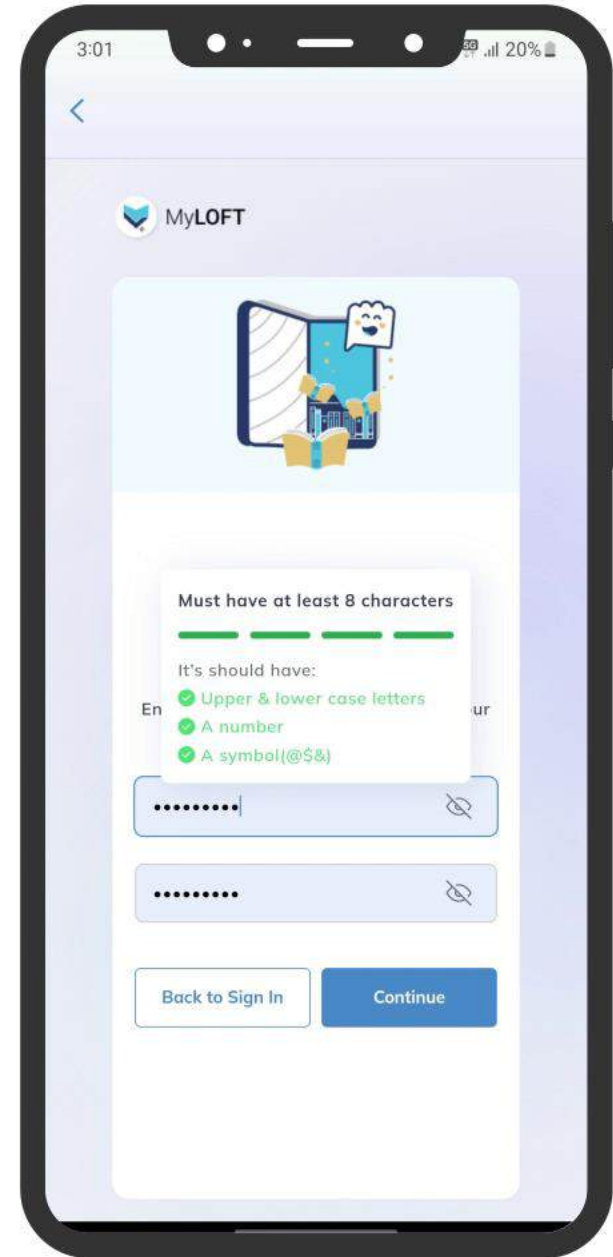 3:01 5G 20%
MyLOFT
Must have at least 8 characters
It's should have:
Upper & lower case letters
En ur
A number
A symbol(@$&)
•••••••••
•••••••••
Back to Sign In Continue